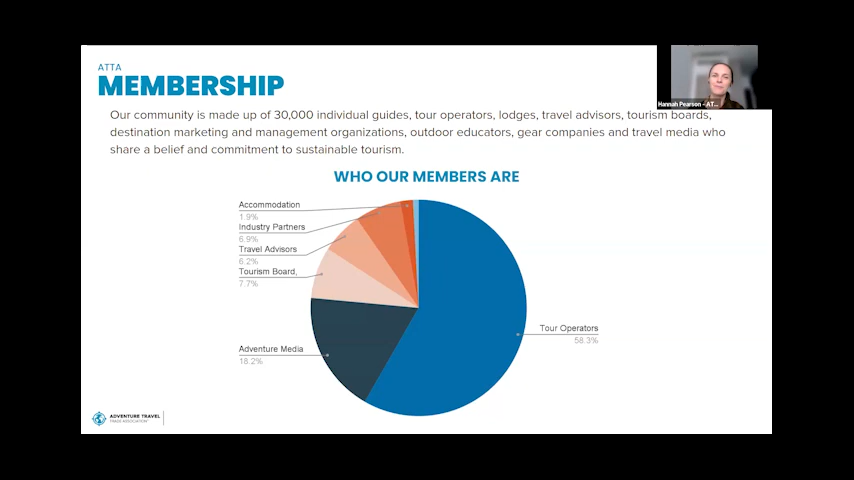 ATTA
MEMBERSHIP
Hannah Pearson - AT...
Our community is made up of 30,000 individual guides, tour operators, lodges, travel advisors, tourism boards,
destination marketing and management organizations, outdoor educators, gear companies and travel media who
share a belief and commitment to sustainable tourism.
WHO OUR MEMBERS ARE
Accommodation
1.9%
Industry Partners
6.9%
Travel Advisors
6.2%
Tourism Board,
7.7%
Tour Operators
58.3%
Adventure Media
18.2%
ADVENTURE TRAVEL
TRADE ASSOCIATION